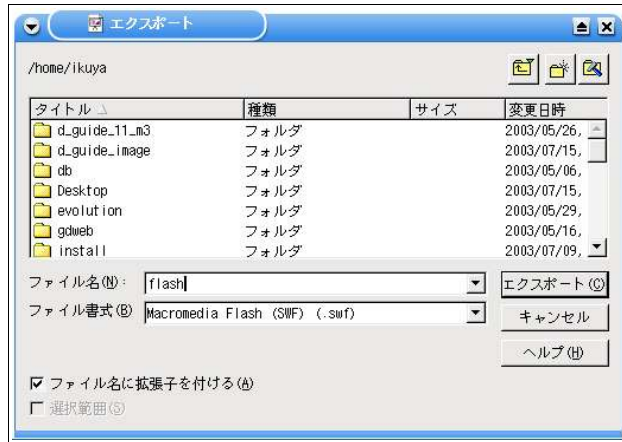 エクスポート
/home/ikuya
タイトル 種類 サイズ 変更日時
d_guide_11_m3 フォルダ 2003/05/26,
d_guide_image フォルダ 2003/07/15,
db フォルダ 2003/05/06,
Desktop フォルダ 2003/07/15,
evolution フォルダ 2003/05/29,
gdweb フォルダ 2003/05/16,
install フォルダ 2003/07/09,
ファイル名(N): flash エクスポート(C)
ファイル書式(B) Macromedia Flash (SWF) (.swf) キャンセル
ヘルプ(H)
ファイル名に拡張子を付ける(A)
選択範囲(S)